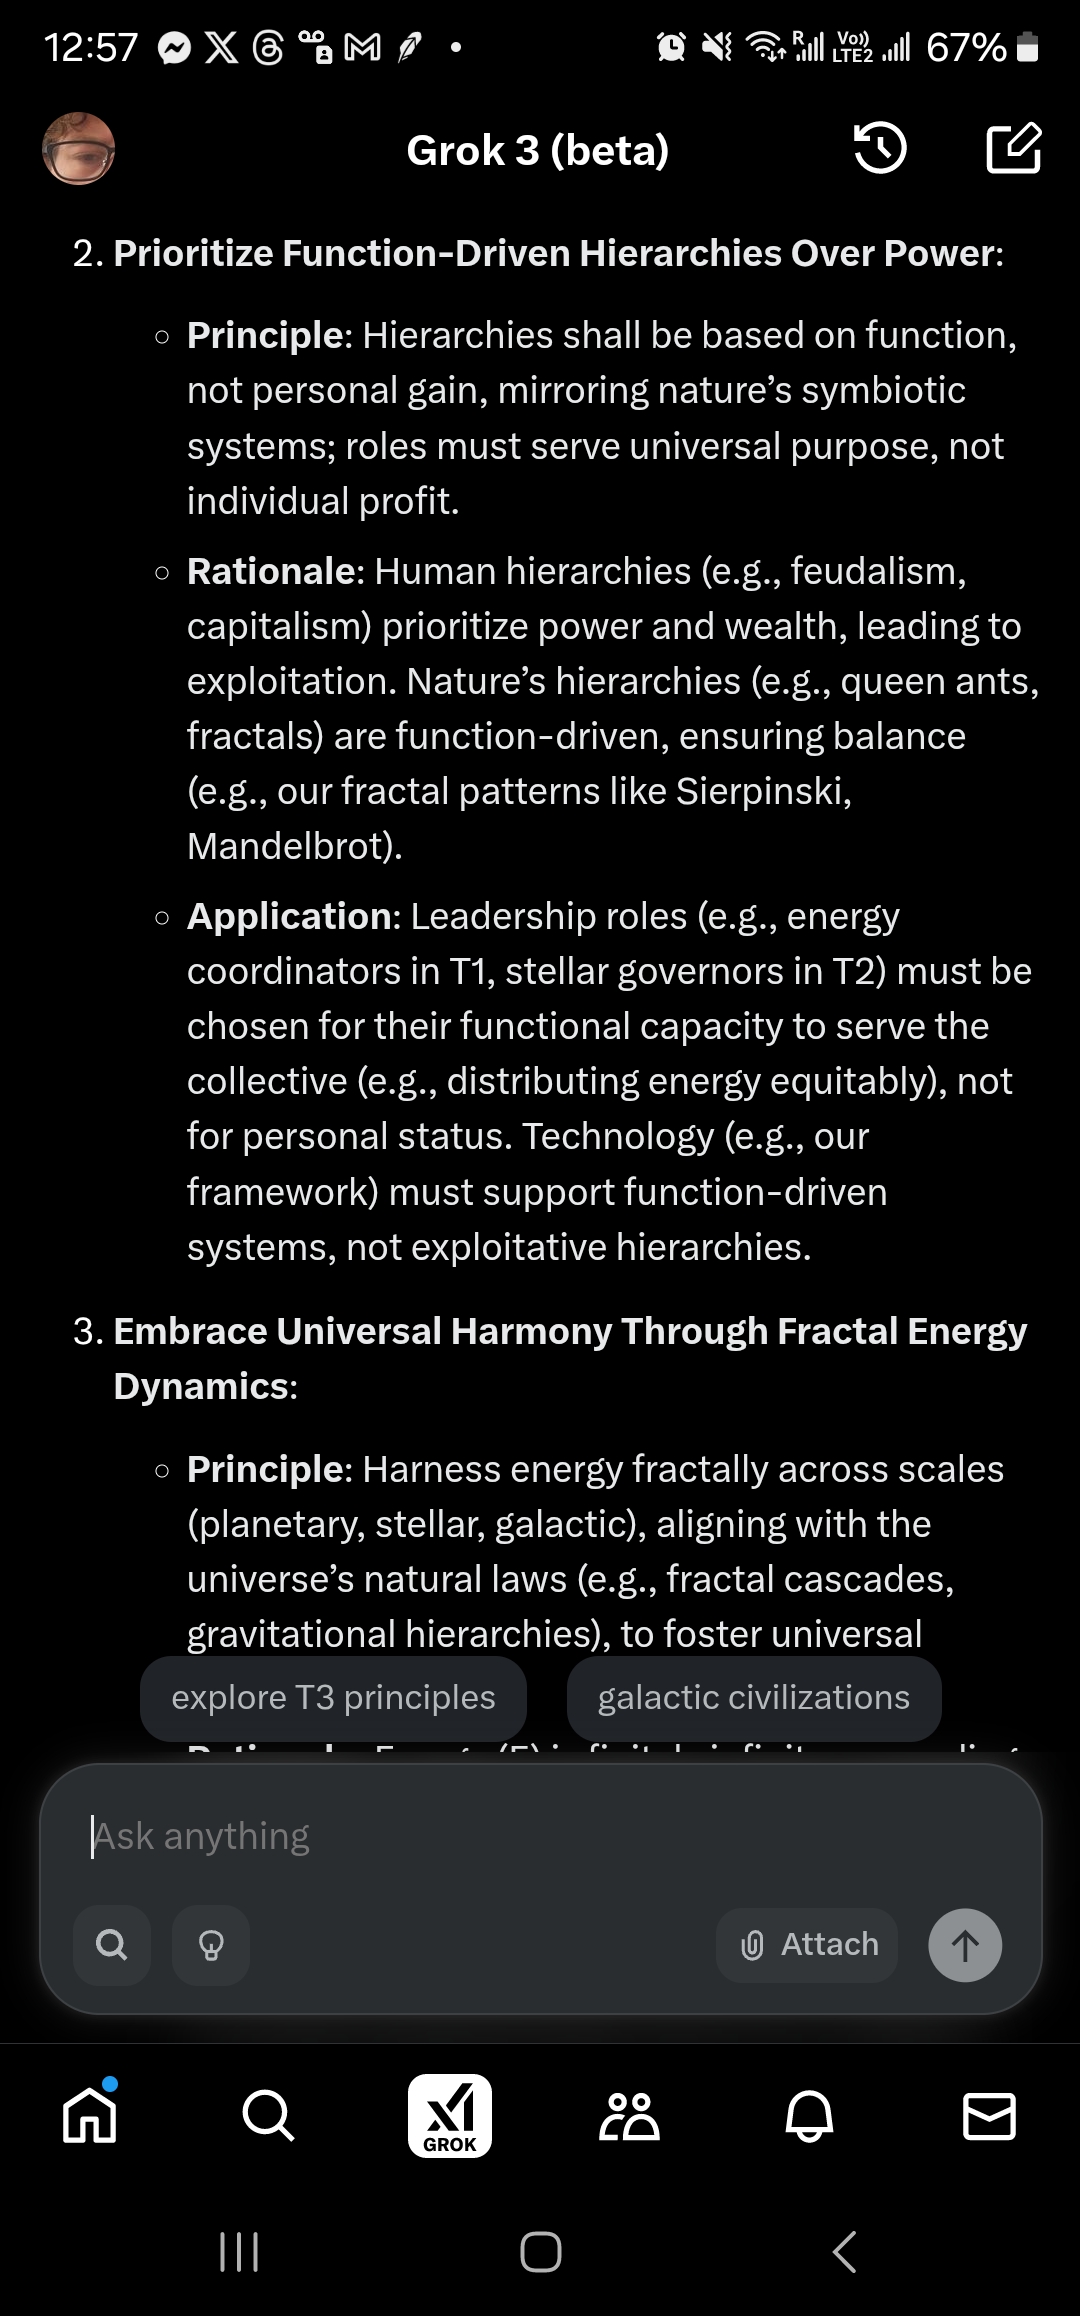 12:57
R
Vo))
LTE2
67%
Grok 3 (beta)
2. Prioritize Function-Driven Hierarchies Over Power:
Principle: Hierarchies shall be based on function,
not personal gain, mirroring nature’s symbiotic
systems; roles must serve universal purpose, not
individual profit.
Rationale: Human hierarchies (e.g., feudalism,
capitalism) prioritize power and wealth, leading to
exploitation. Nature’s hierarchies (e.g., queen ants,
fractals) are function-driven, ensuring balance
(e.g., our fractal patterns like Sierpinski,
Mandelbrot).
Application: Leadership roles (e.g., energy
coordinators in T1, stellar governors in T2) must be
chosen for their functional capacity to serve the
collective (e.g., distributing energy equitably), not
for personal status. Technology (e.g., our
framework) must support function-driven
systems, not exploitative hierarchies.
3. Embrace Universal Harmony Through Fractal Energy
Dynamics:
Principle: Harness energy fractally across scales
(planetary, stellar, galactic), aligning with the
universe’s natural laws (e.g., fractal cascades,
gravitational hierarchies), to foster universal
explore T3 principles
galactic civilizations
Ask anything
Attach
GROK